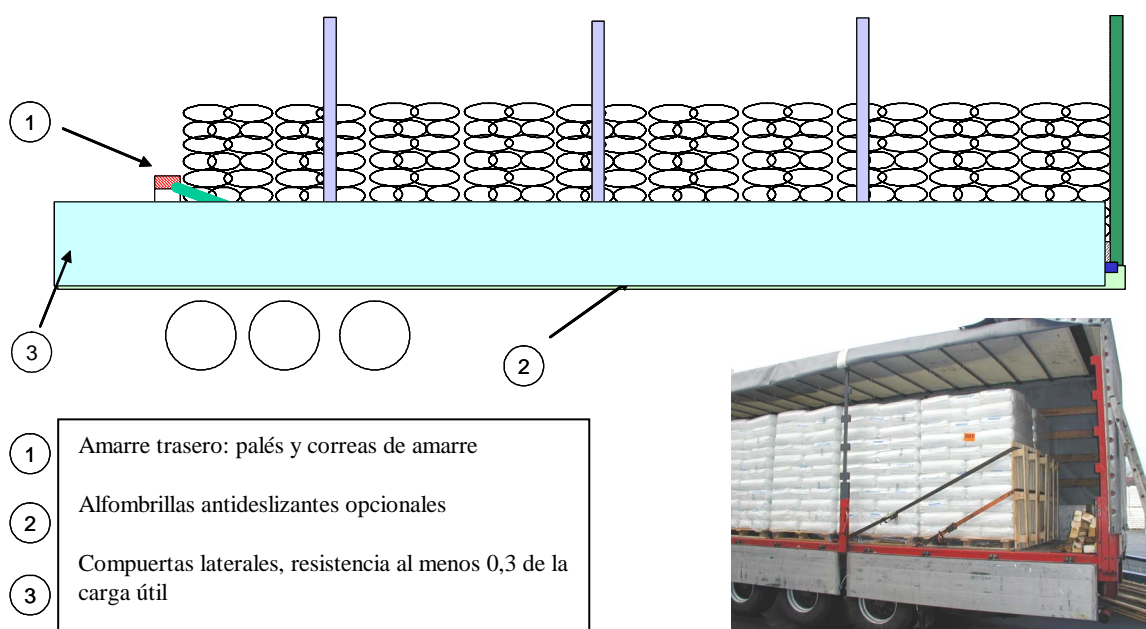 1
3
2
1 Amarre trasero: palés y correas de amarre
2 Alfombrillas antideslizantes opcionales
3 Compuertas laterales, resistencia al menos 0,3 de la
carga útil